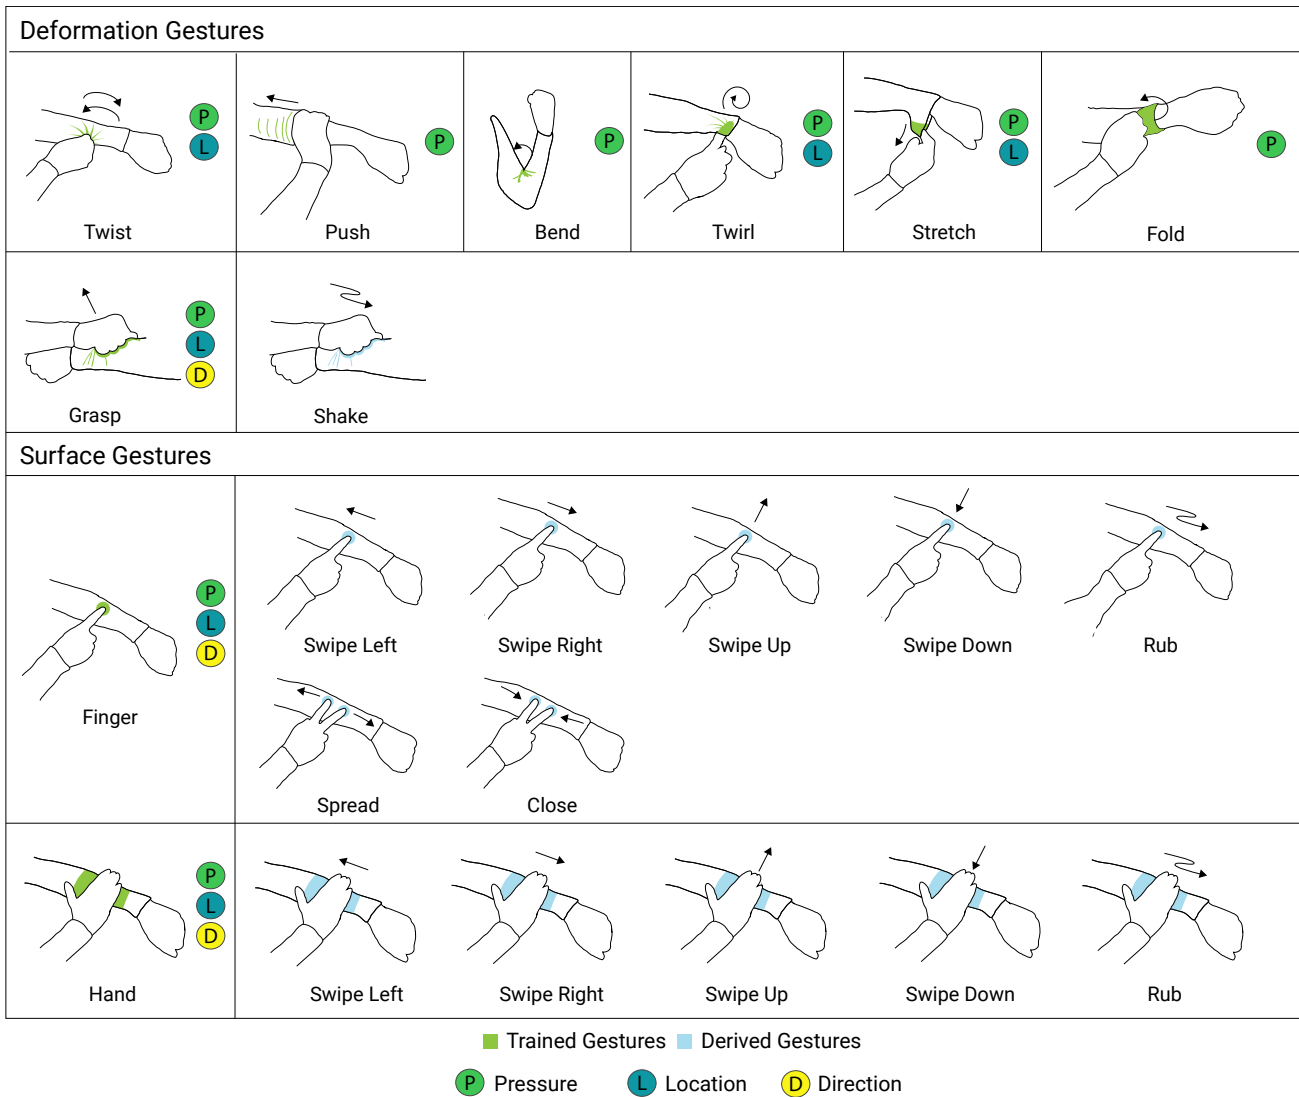 Deformation Gestures
P
L
Twist
P
Push
P
Bend
P
L
Twirl
P
L
Stretch
P
Fold
P
L
D
Grasp
Shake
Surface Gestures
P
L
D
Finger
Swipe Left
Swipe Right
Swipe Up
Swipe Down
Rub
Spread
Close
P
L
D
Hand
Swipe Left
Swipe Right
Swipe Up
Swipe Down
Rub
Trained Gestures
Derived Gestures
P Pressure
L Location
D Direction